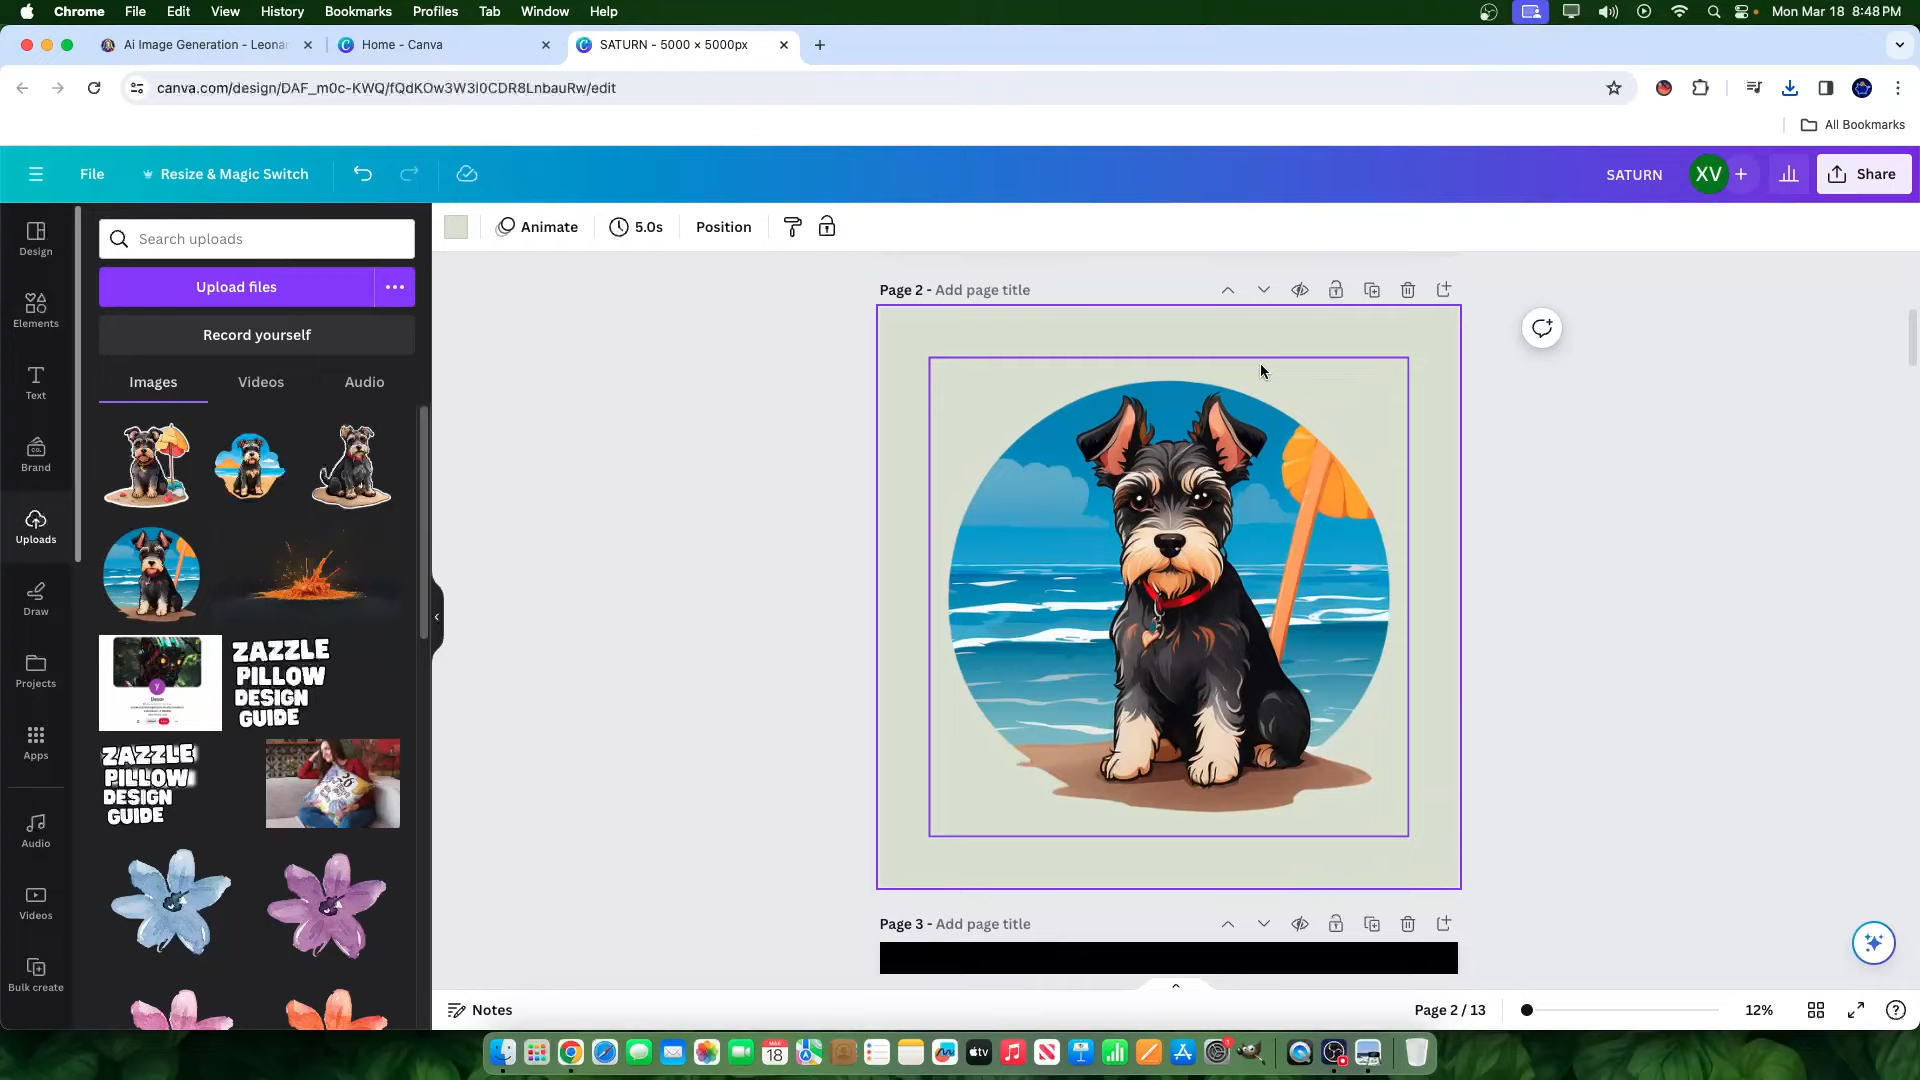 Chrome File Edit View History Bookmarks Profiles Tab Window Help Mon Mar 18 8:48 PM
Ai Image Generation - Leona Home - Canva SATURN - 5000 × 5000px
canva.com/design/DAF_m0c-KWQ/fQdKOw3W3l0CDR8LnbauRw/edit
All Bookmarks
File Resize & Magic Switch SATURN XV Share
Animate 5.0s Position
Design
Elements
Text
Brand
Uploads
Draw
Projects
Apps
Audio
Videos
Bulk create
Search uploads
Upload files
Record yourself
Images Videos Audio
ZAZZLE
PILLOW
DESIGN
GUIDE
ZAZZLE
PILLOW
DESIGN
GUIDE
Page 2 - Add page title
Page 3 - Add page title
Notes Page 2 / 13 12%
MAR
18
1